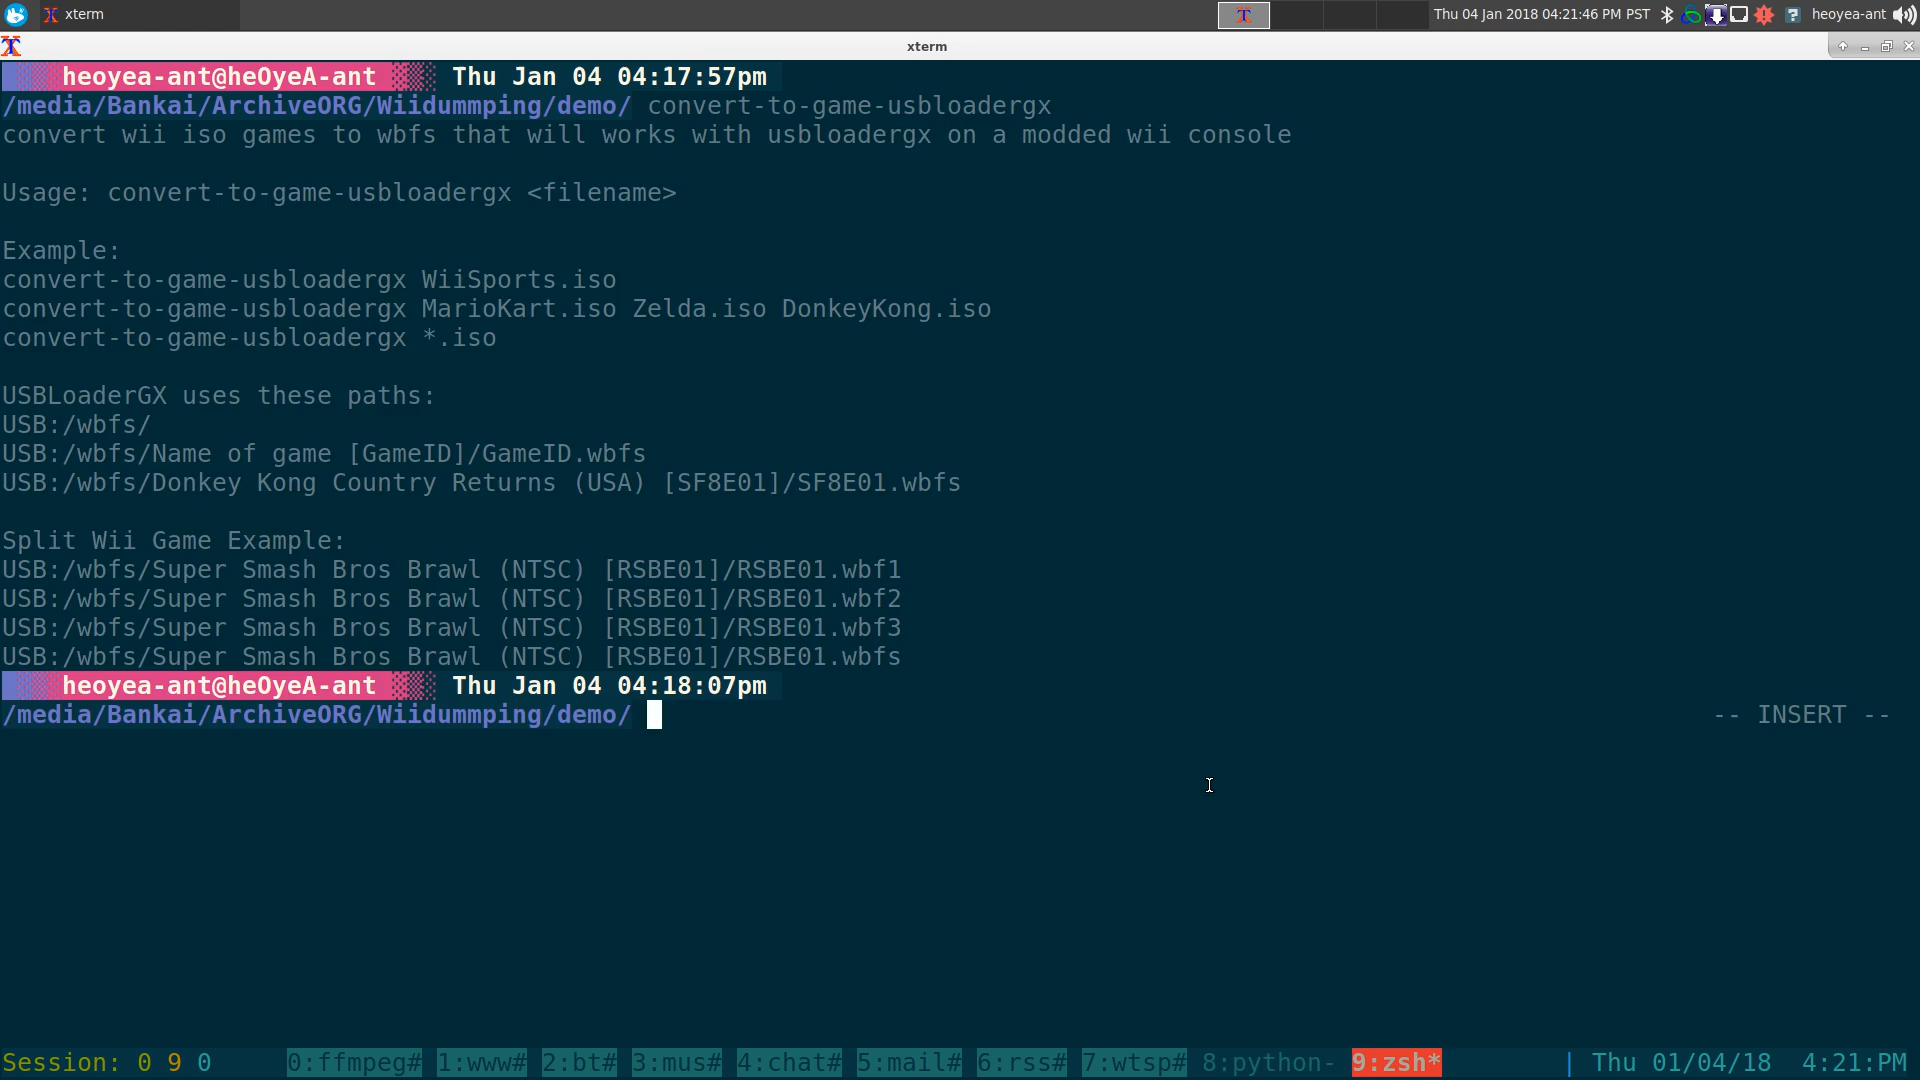 xterm
Thu 04 Jan 2018 04:21:46 PM PST
heoyea-ant
xterm
heoyea-ant@heOyeA-ant Thu Jan 04 04:17:57pm
/media/Bankai/ArchiveORG/Wiidummping/demo/ convert-to-game-usbloadergx
convert wii iso games to wbfs that will works with usbloadergx on a modded wii console
Usage: convert-to-game-usbloadergx <filename>
Example:
convert-to-game-usbloadergx WiiSports.iso
convert-to-game-usbloadergx MarioKart.iso Zelda.iso DonkeyKong.iso
convert-to-game-usbloadergx *.iso
USBLoaderGX uses these paths:
USB:/wbfs/
USB:/wbfs/Name of game [GameID]/GameID.wbfs
USB:/wbfs/Donkey Kong Country Returns (USA) [SF8E01]/SF8E01.wbfs
Split Wii Game Example:
USB:/wbfs/Super Smash Bros Brawl (NTSC) [RSBE01]/RSBE01.wbf1
USB:/wbfs/Super Smash Bros Brawl (NTSC) [RSBE01]/RSBE01.wbf2
USB:/wbfs/Super Smash Bros Brawl (NTSC) [RSBE01]/RSBE01.wbf3
USB:/wbfs/Super Smash Bros Brawl (NTSC) [RSBE01]/RSBE01.wbfs
heoyea-ant@heOyeA-ant Thu Jan 04 04:18:07pm
/media/Bankai/ArchiveORG/Wiidummping/demo/ -- INSERT --
Session: 0 9 0 0:ffmpeg# 1:www# 2:bt# 3:mus# 4:chat# 5:mail# 6:rss# 7:wtsp# 8:python- 9:zsh* | Thu 01/04/18 4:21:PM